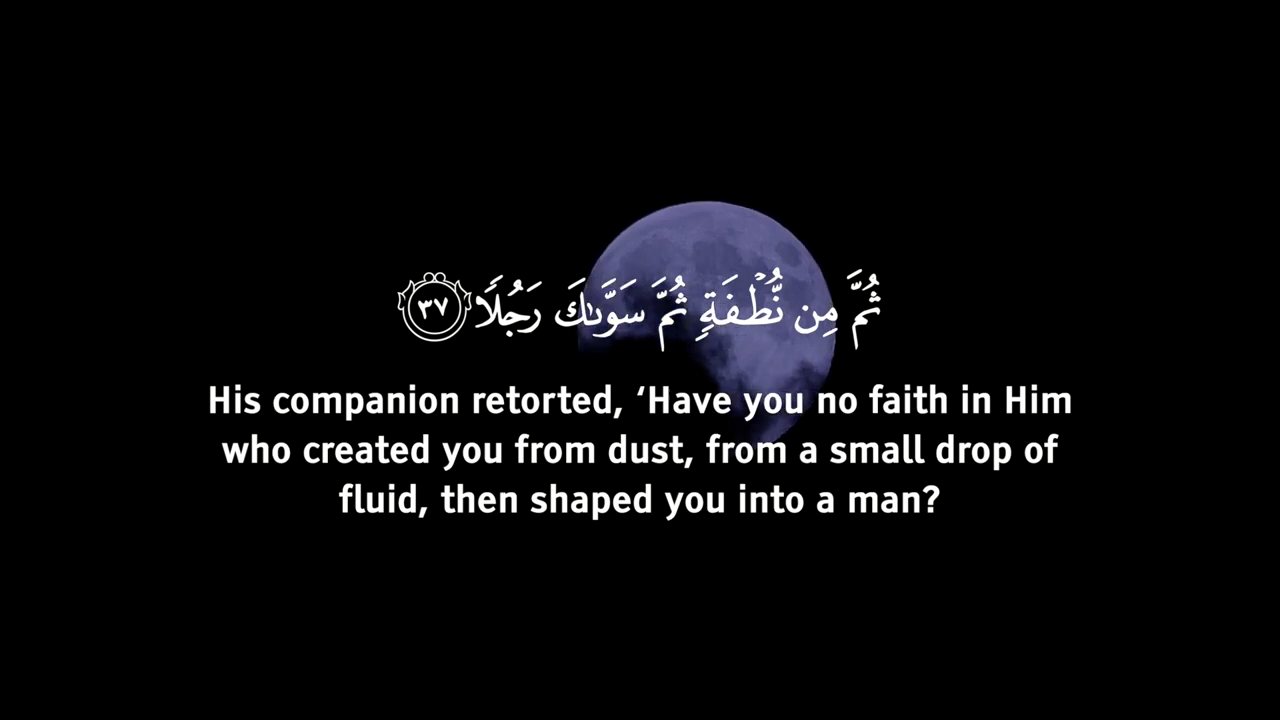 ثُمَّ مِن نُّطۡفَةٍ ثُمَّ سَوَّىٰكَ رَجُلًا ٣٧
His companion retorted, ‘Have you no faith in Him
who created you from dust, from a small drop of
fluid, then shaped you into a man?